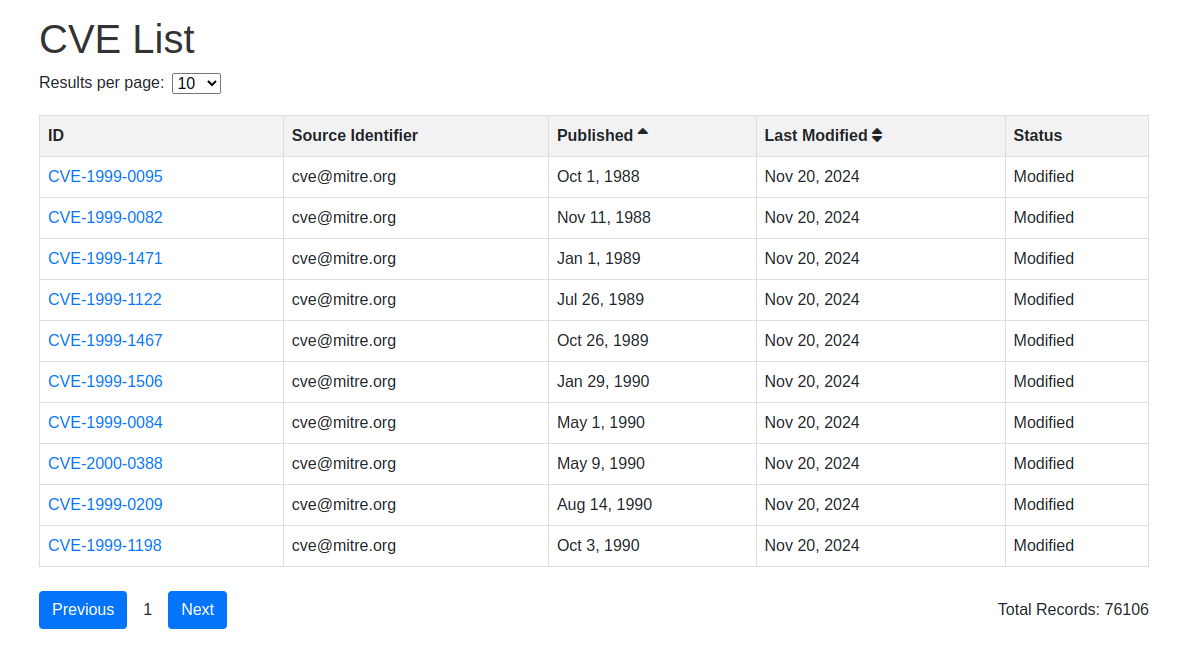 CVE List
Results per page: 10
ID Source Identifier Published Last Modified Status
CVE-1999-0095 cve@mitre.org Oct 1, 1988 Nov 20, 2024 Modified
CVE-1999-0082 cve@mitre.org Nov 11, 1988 Nov 20, 2024 Modified
CVE-1999-1471 cve@mitre.org Jan 1, 1989 Nov 20, 2024 Modified
CVE-1999-1122 cve@mitre.org Jul 26, 1989 Nov 20, 2024 Modified
CVE-1999-1467 cve@mitre.org Oct 26, 1989 Nov 20, 2024 Modified
CVE-1999-1506 cve@mitre.org Jan 29, 1990 Nov 20, 2024 Modified
CVE-1999-0084 cve@mitre.org May 1, 1990 Nov 20, 2024 Modified
CVE-2000-0388 cve@mitre.org May 9, 1990 Nov 20, 2024 Modified
CVE-1999-0209 cve@mitre.org Aug 14, 1990 Nov 20, 2024 Modified
CVE-1999-1198 cve@mitre.org Oct 3, 1990 Nov 20, 2024 Modified
Previous 1 Next Total Records: 76106